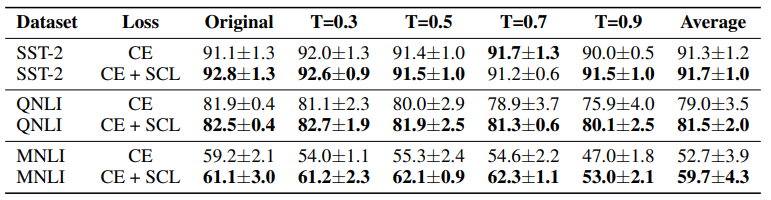 Dataset Loss Original T=0.3 T=0.5 T=0.7 T=0.9 Average
SST-2 CE 91.1±1.3 92.0±1.3 91.4±1.0 91.7±1.3 90.0±0.5 91.3±1.2
SST-2 CE + SCL 92.8±1.3 92.6±0.9 91.5±1.0 91.2±0.6 91.5±1.0 91.7±1.0
QNLI CE 81.9±0.4 81.1±2.3 80.0±2.9 78.9±3.7 75.9±4.0 79.0±3.5
QNLI CE + SCL 82.5±0.4 82.7±1.9 81.9±2.5 81.3±0.6 80.1±2.5 81.5±2.0
MNLI CE 59.2±2.1 54.0±1.1 55.3±2.4 54.6±2.2 47.0±1.8 52.7±3.9
MNLI CE + SCL 61.1±3.0 61.2±2.3 62.1±0.9 62.3±1.1 53.0±2.1 59.7±4.3